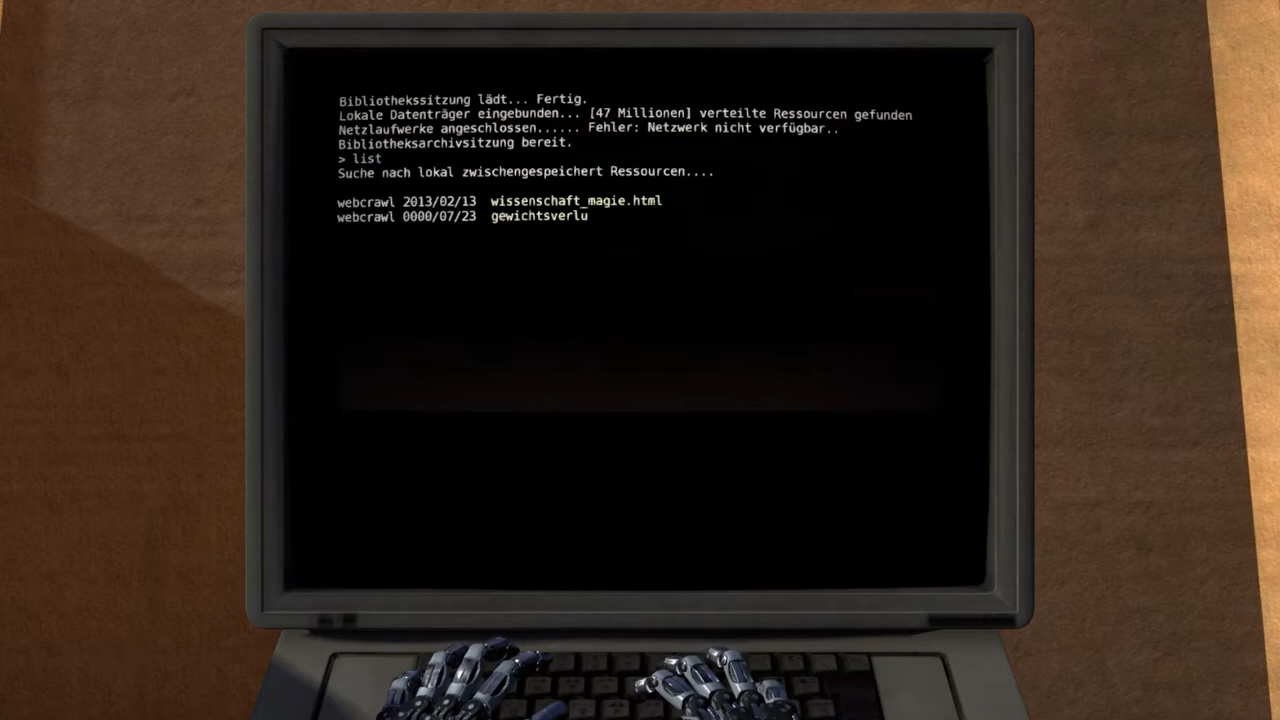 Bibliothekssitzung lädt... Fertig.
Lokale Datenträger eingebunden... [47 Millionen] verteilte Ressourcen gefunden
Netzlaufwerke angeschlossen...... Fehler: Netzwerk nicht verfügbar..
Bibliotheksarchivsitzung bereit.
> list
Suche nach lokal zwischengespeichert Ressourcen....
webcrawl 2013/02/13 wissenschaft_magie.html
webcrawl 0000/07/23 gewichtsverlu